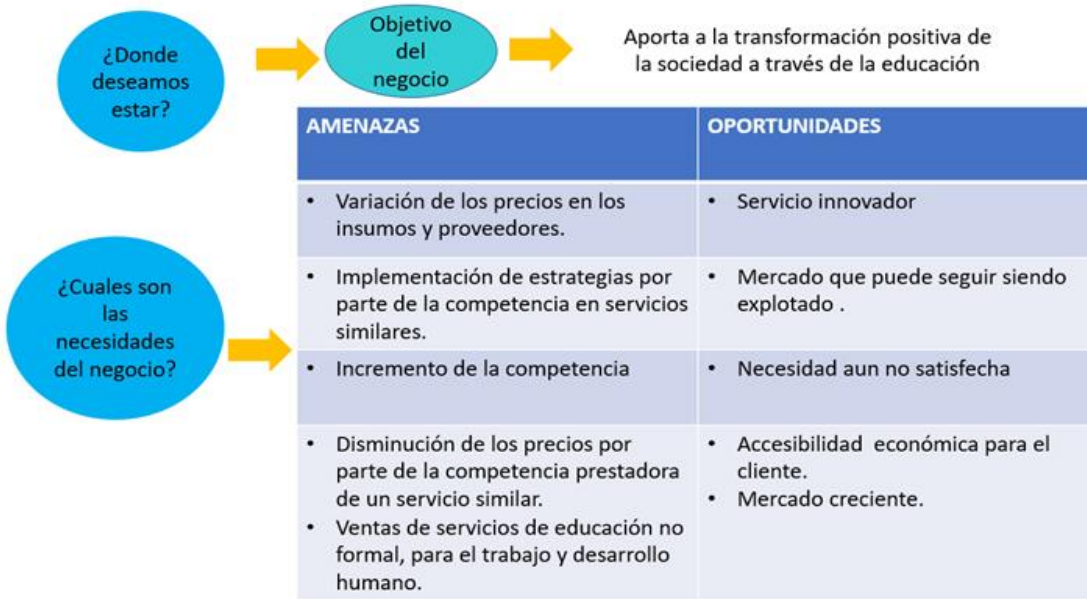 ¿Donde
deseamos
estar?
Objetivo
del
negocio
Aporta a la transformación positiva de
la sociedad a través de la educación
¿Cuales son
las
necesidades
del negocio?
AMENAZAS
OPORTUNIDADES
• Variación de los precios en los
insumos y proveedores.
• Servicio innovador
• Implementación de estrategias por
parte de la competencia en servicios
similares.
• Mercado que puede seguir siendo
explotado .
• Incremento de la competencia
• Necesidad aun no satisfecha
• Disminución de los precios por
parte de la competencia prestadora
de un servicio similar.
• Ventas de servicios de educación no
formal, para el trabajo y desarrollo
humano.
• Accesibilidad económica para el
cliente.
• Mercado creciente.